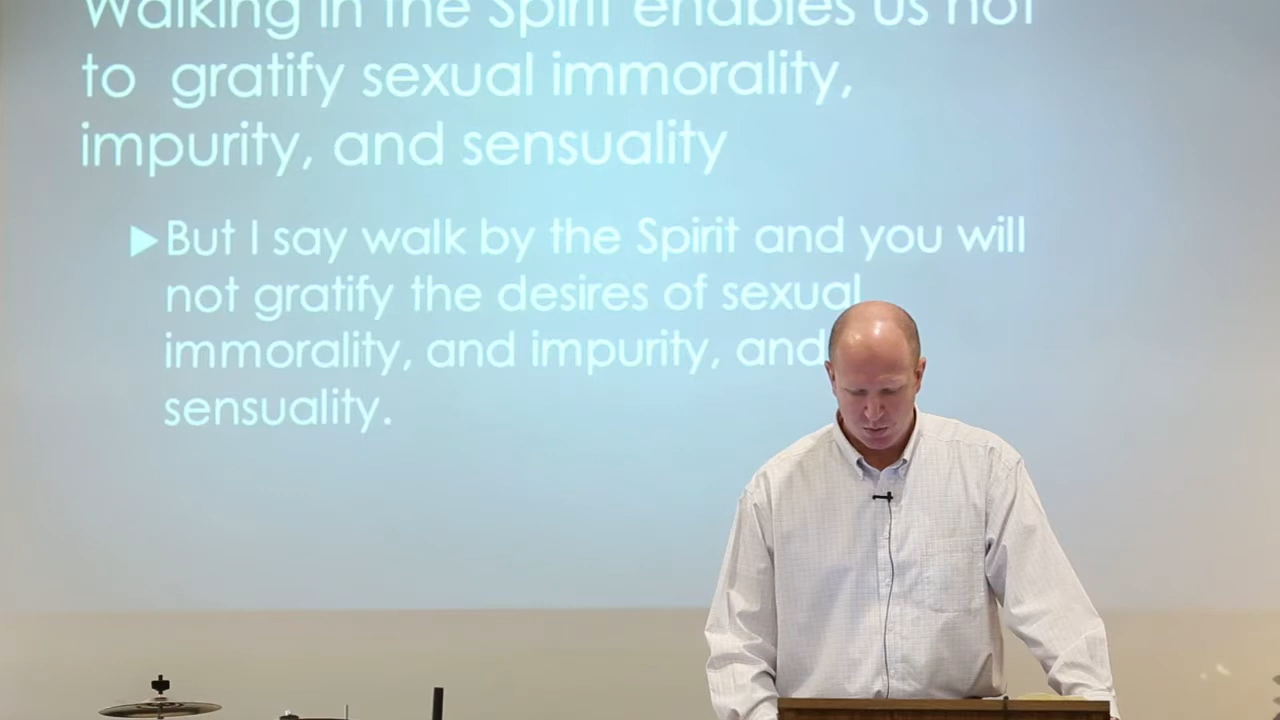 Walking in the Spirit enables us not
to gratify sexual immorality,
impurity, and sensuality
But I say walk by the Spirit and you will
not gratify the desires of sexual
immorality, and impurity, and
sensuality.